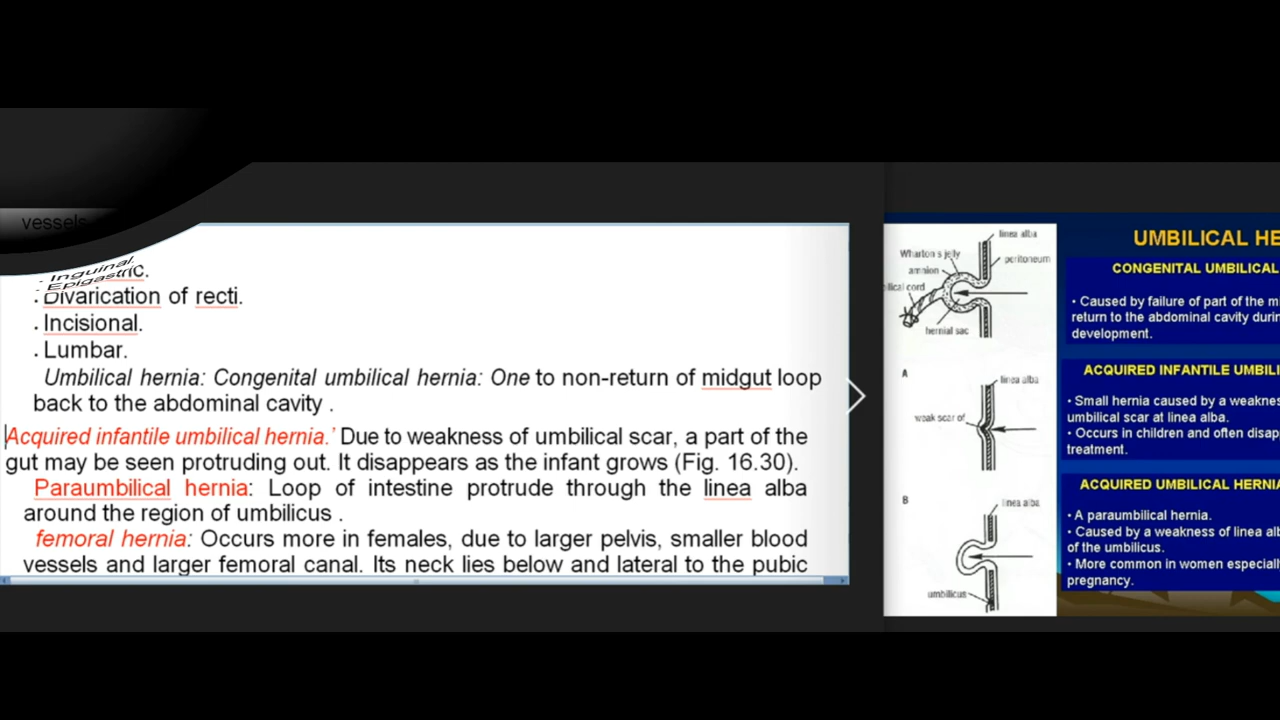 vessels
. Inguinal.
. Epigastric.
. Divarication of recti.
. Incisional.
. Lumbar.
Umbilical hernia: Congenital umbilical hernia: One to non-return of midgut loop
back to the abdominal cavity .
Acquired infantile umbilical hernia.' Due to weakness of umbilical scar, a part of the
gut may be seen protruding out. It disappears as the infant grows (Fig. 16.30).
Paraumbilical hernia: Loop of intestine protrude through the linea alba
around the region of umbilicus .
femoral hernia: Occurs more in females, due to larger pelvis, smaller blood
vessels and larger femoral canal. Its neck lies below and lateral to the pubic
linea alba
Wharton's jelly
peritoneum
amnion
ilical cord
hernial sac
A
linea alba
weak scar of
B
linea alba
umbilicus
UMBILICAL HE
CONGENITAL UMBILICAL
• Caused by failure of part of the mi
return to the abdominal cavity durin
development.
ACQUIRED INFANTILE UMBILI
• Small hernia caused by a weaknes
umbilical scar at linea alba.
• Occurs in children and often disap
treatment.
ACQUIRED UMBILICAL HERNIA
• A paraumbilical hernia.
• Caused by a weakness of linea alb
of the umbilicus.
• More common in women especiall
pregnancy.